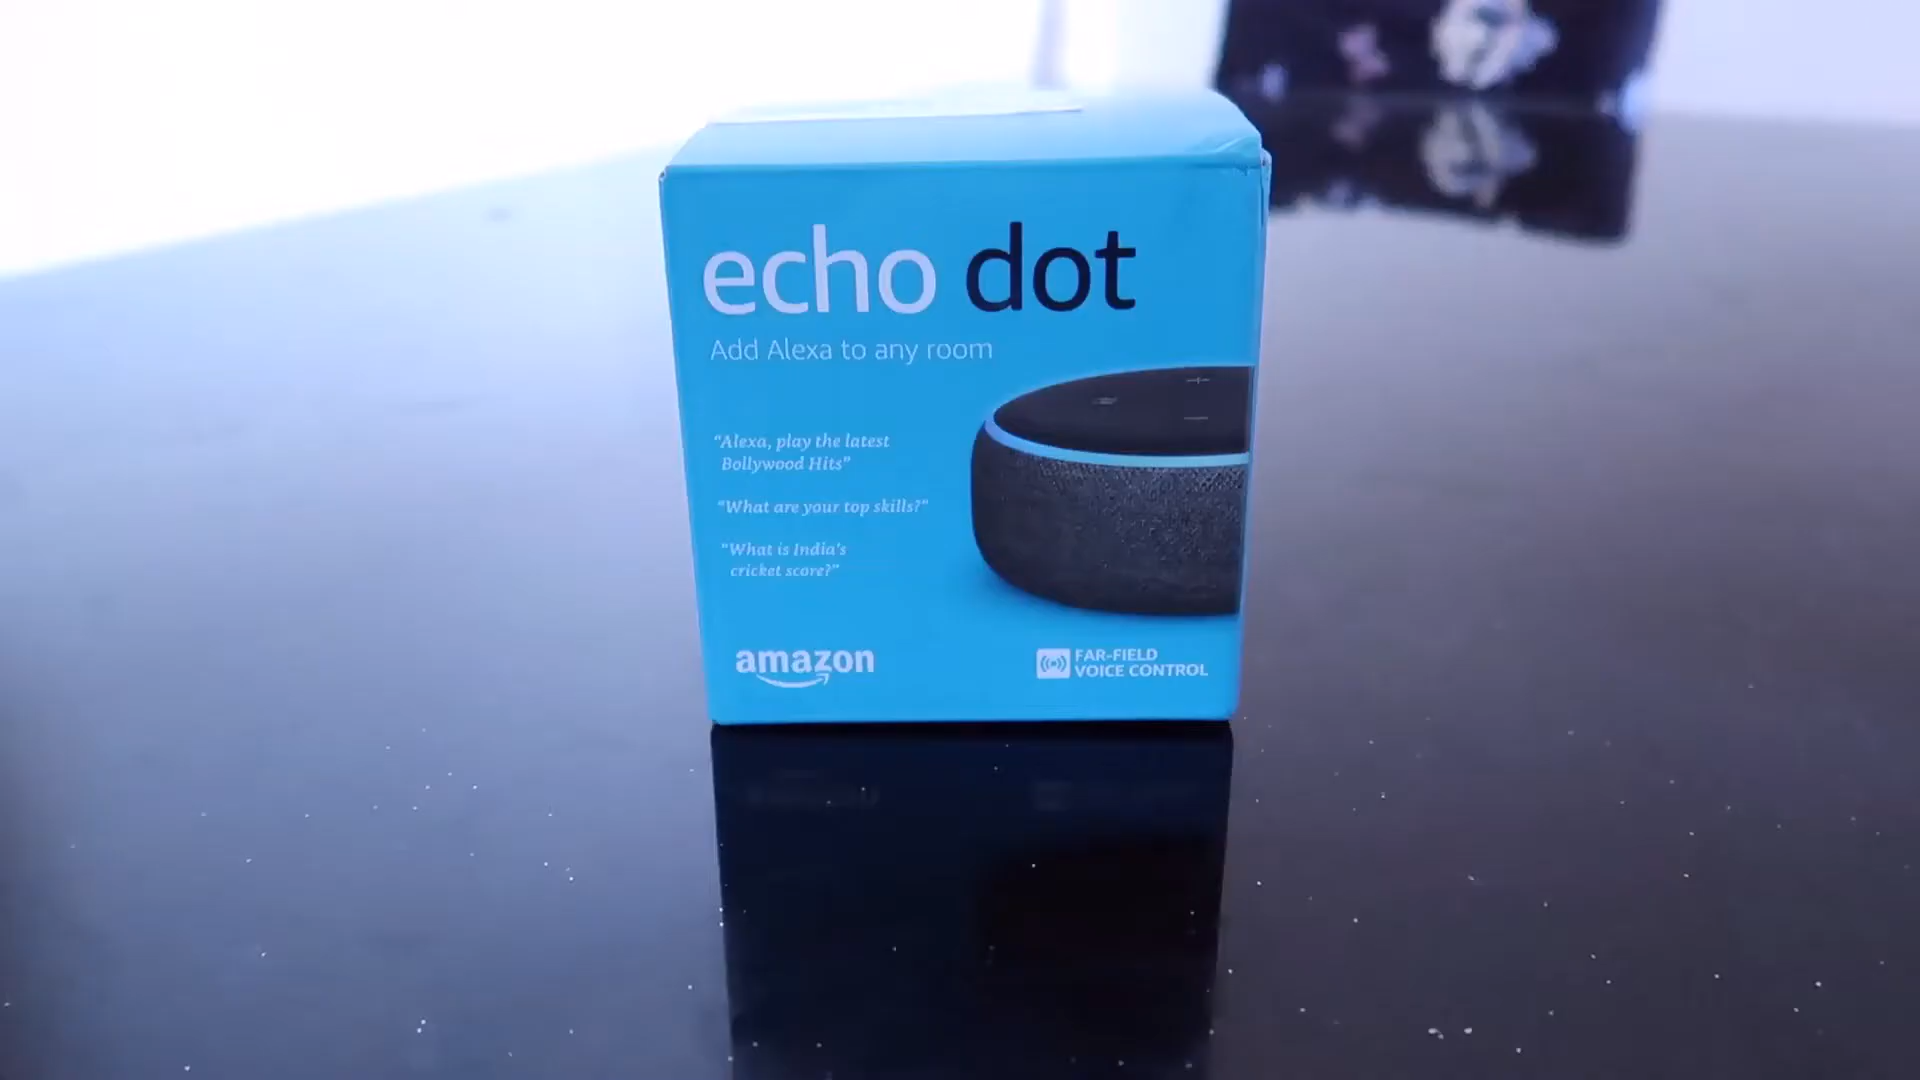 echo dot
Add Alexa to any room
“Alexa, play the latest
Bollywood Hits”
“What are your top skills?”
“What is India’s
cricket score?”
amazon
FAR-FIELD
VOICE CONTROL